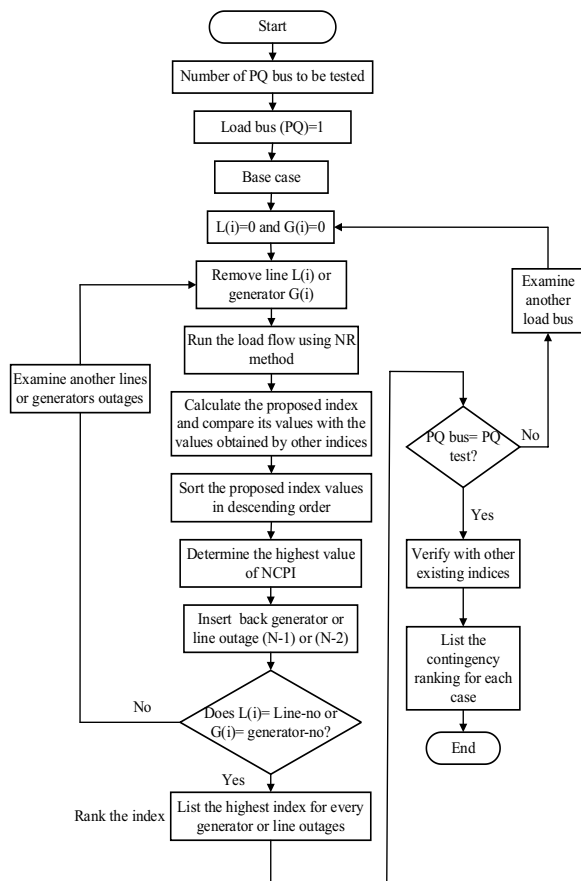 Start
Number of PQ bus to be tested
Load bus (PQ)=1
Base case
L(i)=0 and G(i)=0
Remove line L(i) or
generator G(i)
Run the load flow using NR
method
Calculate the proposed index
and compare its values with the
values obtained by other indices
Sort the proposed index values
in descending order
Determine the highest value
of NCPI
Insert back generator or
line outage (N-1) or (N-2)
Does L(i)= Line-no or
G(i)= generator-no?
No
Examine another lines
or generators outages
Yes
Rank the index
List the highest index for every
generator or line outages
PQ bus= PQ
test?
No
Examine
another
load bus
Yes
Verify with other
existing indices
List the
contingency
ranking for each
case
End